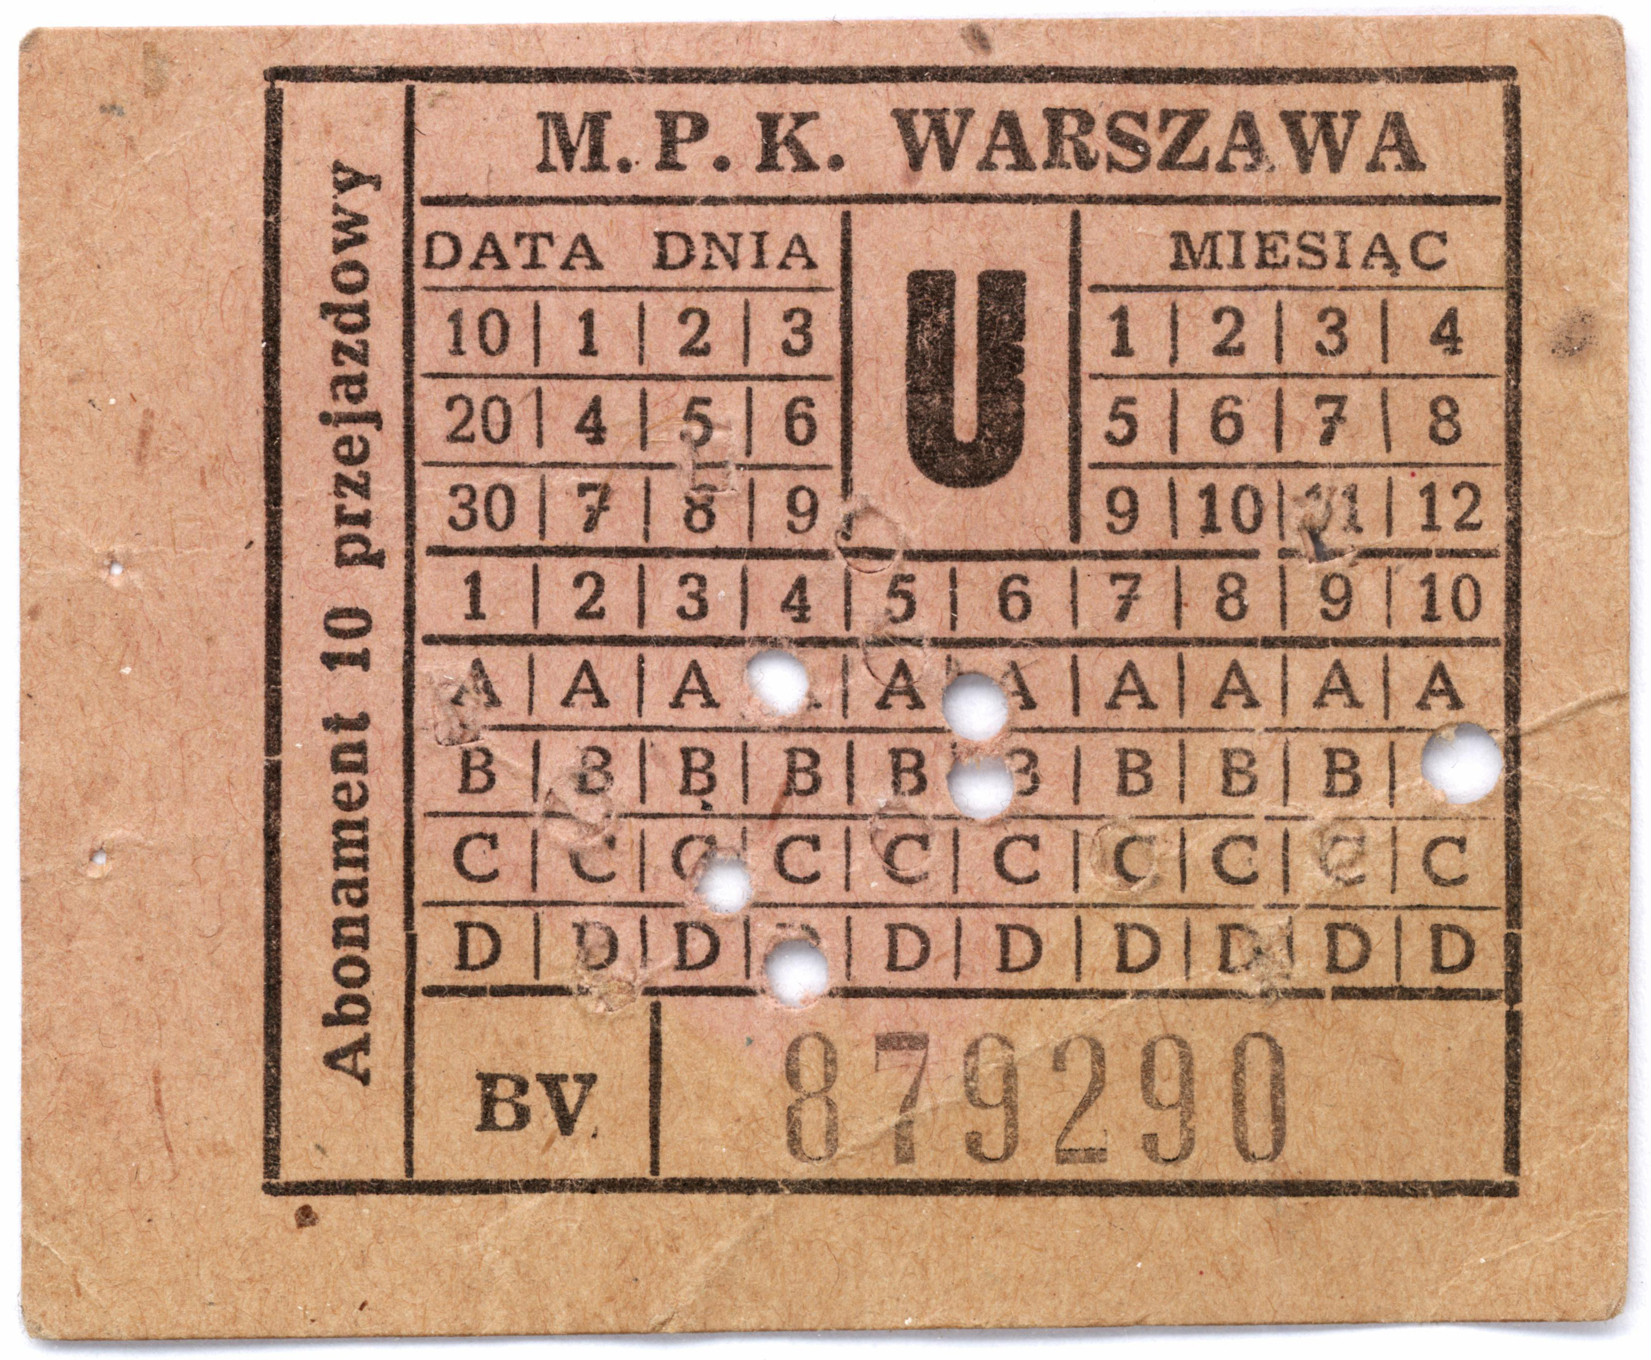 M. P. K. WARSZAWA
Abonament 10 przejazdowy
DATA DNIA
10 1 2 3
20 4 5 6
30 7 8 9
U
MIESIĄC
1 2 3 4
5 6 7 8
9 10 11 12
1 2 3 4 5 6 7 8 9 10
A A A A A A A A A
B B B B B B B B B
C C C C C C C C C C
D D D D D D D D D
BV 879290